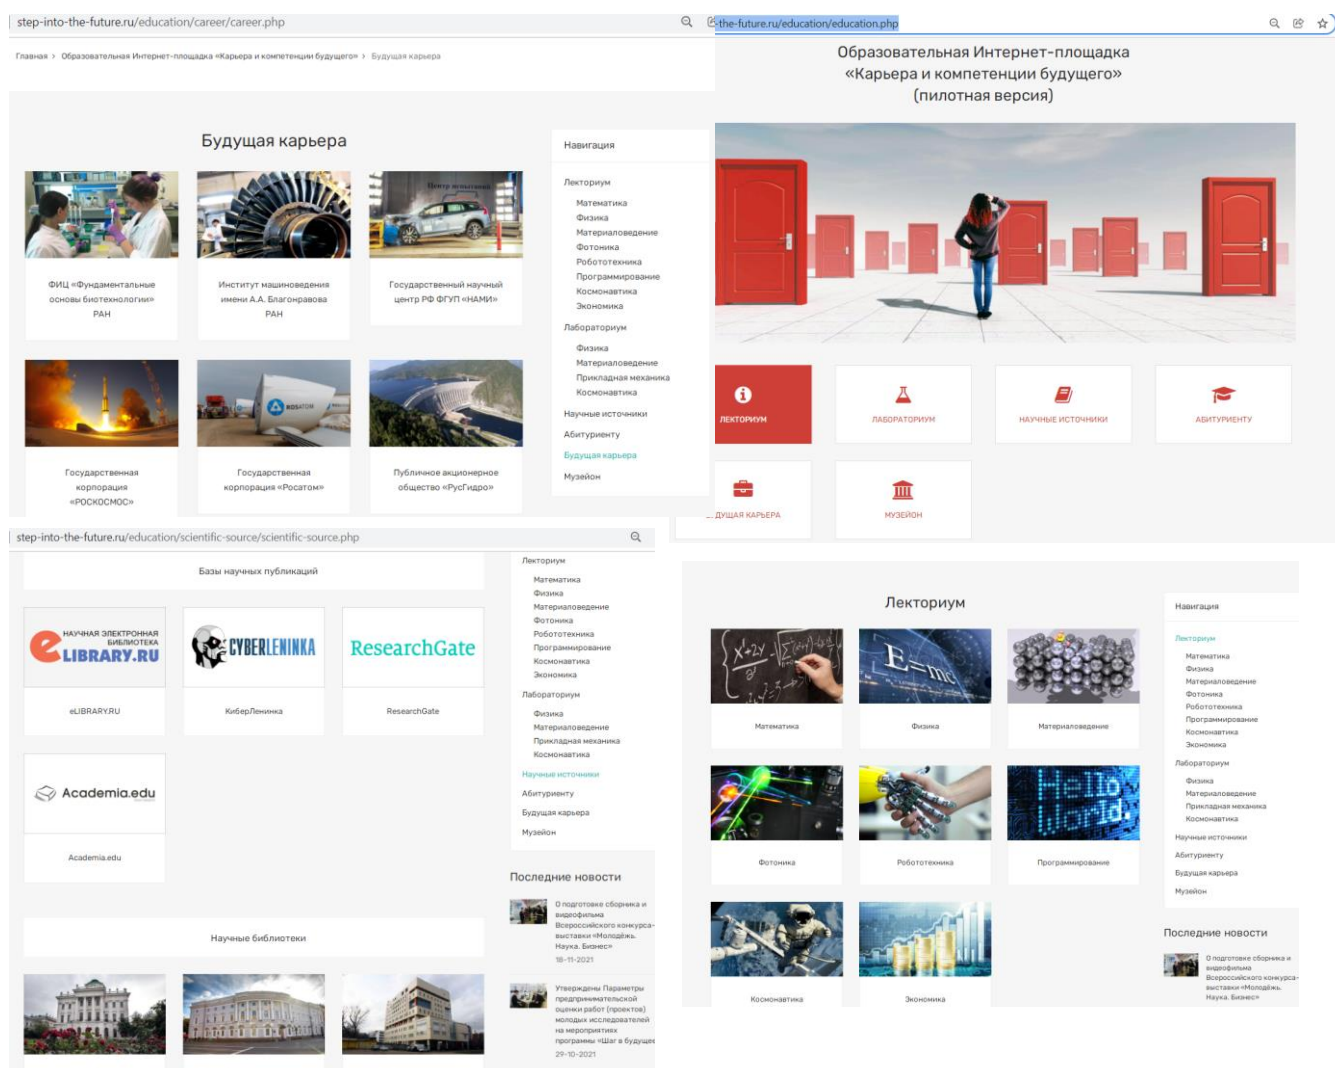 step-into-the-future.ru/education/career/career.php
Главная > Образовательная Интернет-площадка «Карьера и компетенции будущего» > Будущая карьера
Будущая карьера
ФИЦ «Фундаментальные
основы биотехнологии»
РАН
Институт машиноведения
имени А.А. Благонравова
РАН
Центр испытаний
Государственный научный
центр РФ ФГУП «НАМИ»
Государственная
корпорация
«РОСКОСМОС»
РОСАТОМ
Государственная
корпорация «Росатом»
Публичное акционерное
общество «РусГидро»
Навигация
Лекториум
Математика
Физика
Материаловедение
Фотоника
Робототехника
Программирование
Космонавтика
Экономика
Лабораториум
Физика
Материаловедение
Прикладная механика
Космонавтика
Научные источники
Абитуриенту
Будущая карьера
Музейон
-the-future.ru/education/education.php
Образовательная Интернет-площадка
«Карьера и компетенции будущего»
(пилотная версия)
ЛЕКТОРИУМ
ЛАБОРАТОРИУМ
НАУЧНЫЕ ИСТОЧНИКИ
АБИТУРИЕНТУ
ДУЩАЯ КАРЬЕРА
МУЗЕЙОН
step-into-the-future.ru/education/scientific-source/scientific-source.php
Базы научных публикаций
НАУЧНАЯ ЭЛЕКТРОННАЯ
БИБЛИОТЕКА
eLIBRARY.RU
CYBERLENINKA
ResearchGate
eLIBRARY.RU
КиберЛенинка
ResearchGate
Academia.edu
Academia.edu
Научные библиотеки
Лекториум
Математика
Физика
Материаловедение
Фотоника
Робототехника
Программирование
Космонавтика
Экономика
Лабораториум
Физика
Материаловедение
Прикладная механика
Космонавтика
Научные источники
Абитуриенту
Будущая карьера
Музейон
Последние новости
О подготовке сборника и
видеофильма
Всероссийского конкурса-
выставки «Молодёжь.
Наука. Бизнес»
18-11-2021
Утверждены Параметры
предпринимательской
оценки работ (проектов)
молодых исследователей
на мероприятиях
программы «Шаг в будущее
29-10-2021
Лекториум
E=mc
Математика
Физика
Материаловедение
Hello,
World.
Фотоника
Робототехника
Программирование
Космонавтика
Экономика
Навигация
Лекториум
Математика
Физика
Материаловедение
Фотоника
Робототехника
Программирование
Космонавтика
Экономика
Лабораториум
Физика
Материаловедение
Прикладная механика
Космонавтика
Научные источники
Абитуриенту
Будущая карьера
Музейон
Последние новости
О подготовке сборника и
видеофильма
Всероссийского конкурса-
выставки «Молодёжь.
Наука. Бизнес»